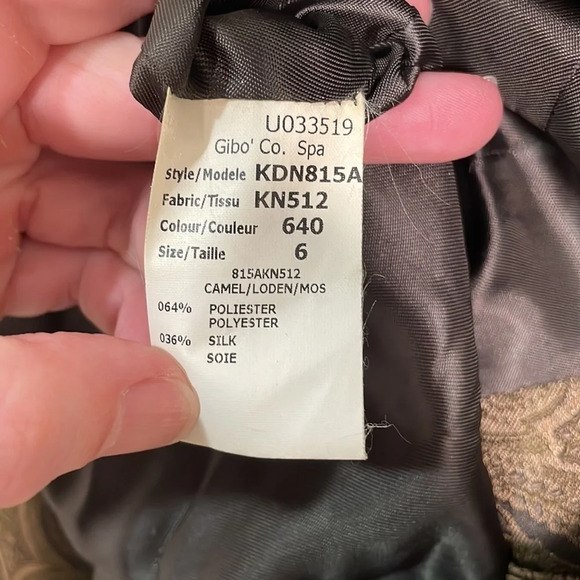 U033519
Gibo' Co. Spa
Style/Modele KDN815A
Fabric/Tissu KN512
Colour/Couleur 640
Size/Taille 6
815AKN512
CAMEL/LODEN/MOS
064% POLIESTER
POLYESTER
036% SILK
SOIE